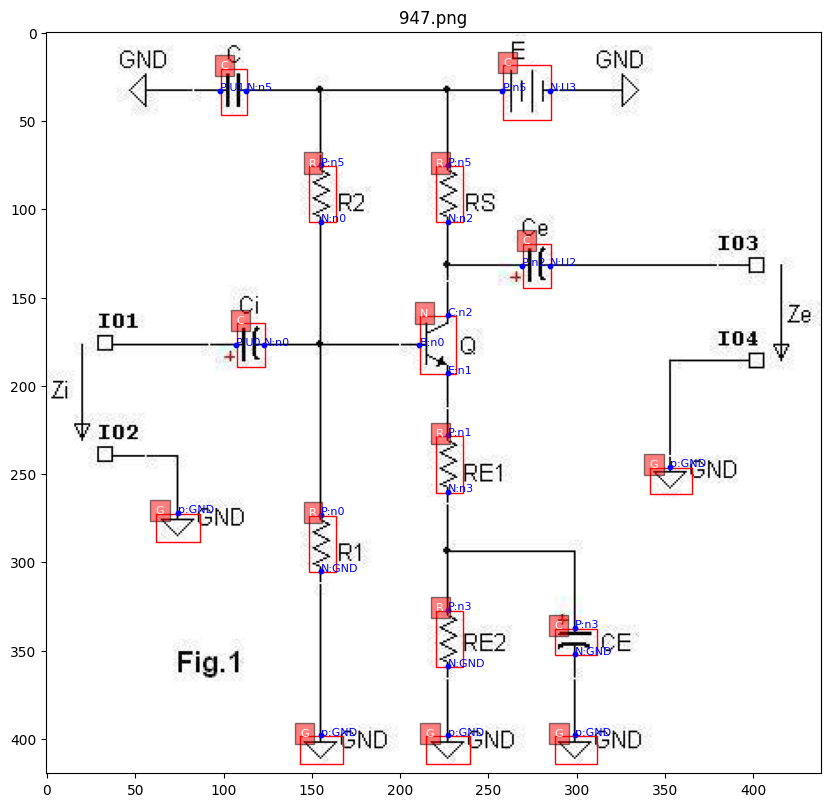 947.png
GND
C
C
P:U1
N:n5
E
C
P:n5
N:U3
GND
R
P:n5
R2
N:n0
R
P:n5
RS
N:n2
Ce
C
P:n2
N:U2
+
I03
I01
Ci
C
P:U0
N:n0
+
N
C:n2
B:n0
Q
E:n1
I04
Ze
Zi
I02
R
P:n1
RE1
N:n3
G
p:GND
GND
G
p:GND
GND
R
P:n0
R1
N:GND
R
P:n3
RE2
N:GND
+
C
P:n3
CE
N:GND
Fig.1
G
p:GND
GND
G
p:GND
GND
G
p:GND
GND
0
50
100
150
200
250
300
350
400
0
50
100
150
200
250
300
350
400